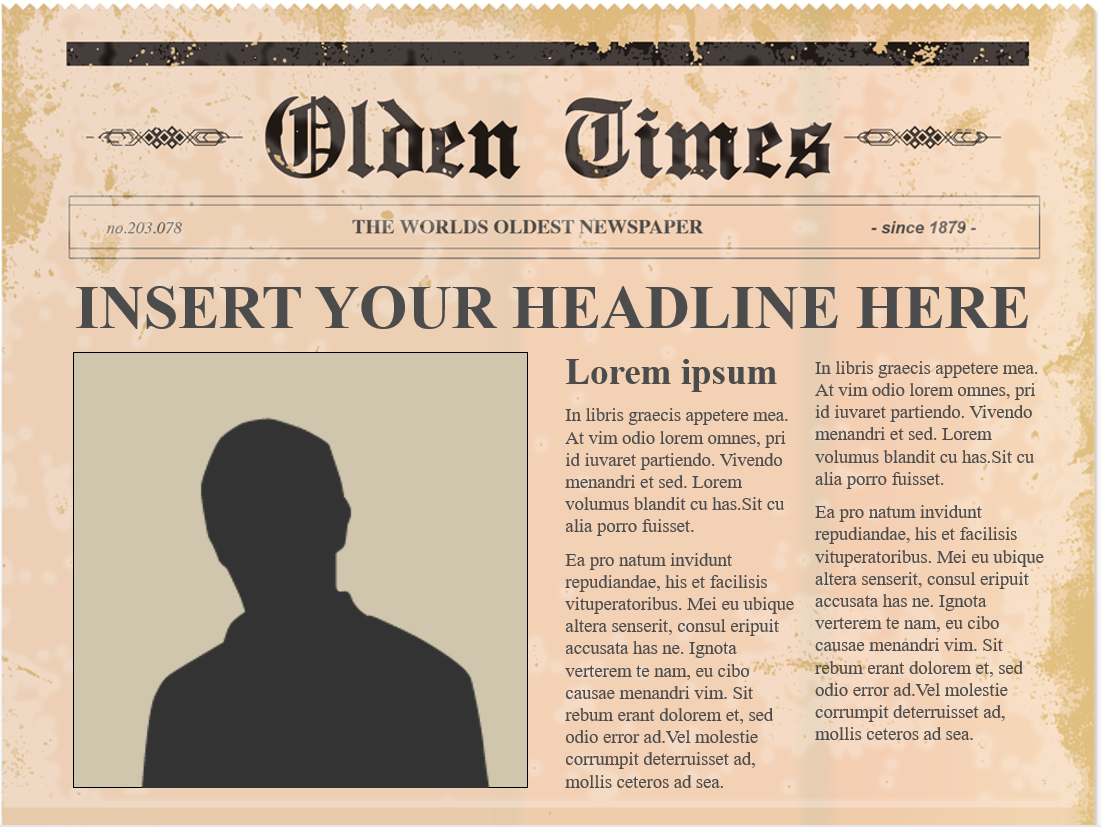 Olden Times
no.203.078 THE WORLDS OLDEST NEWSPAPER - since 1879 -
INSERT YOUR HEADLINE HERE
Lorem ipsum
In libris graecis appetere mea.
At vim odio lorem omnes, pri
id iuvaret partiendo. Vivendo
menandri et sed. Lorem
volumus blandit cu has.Sit cu
alia porro fuisset.
Ea pro natum invidunt
repudiandae, his et facilisis
vituperatoribus. Mei eu ubique
altera senserit, consul eripuit
accusata has ne. Ignota
verterem te nam, eu cibo
causae menandri vim. Sit
rebum erant dolorem et, sed
odio error ad.Vel molestie
corrumpit deterruisset ad,
mollis ceteros ad sea.
In libris graecis appetere mea.
At vim odio lorem omnes, pri
id iuvaret partiendo. Vivendo
menandri et sed. Lorem
volumus blandit cu has.Sit cu
alia porro fuisset.
Ea pro natum invidunt
repudiandae, his et facilisis
vituperatoribus. Mei eu ubique
altera senserit, consul eripuit
accusata has ne. Ignota
verterem te nam, eu cibo
causae menandri vim. Sit
rebum erant dolorem et, sed
odio error ad.Vel molestie
corrumpit deterruisset ad,
mollis ceteros ad sea.